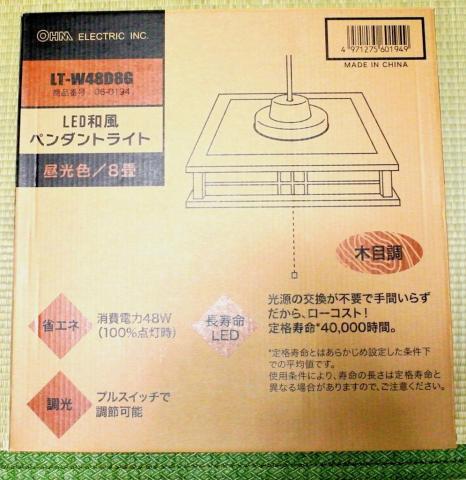 OHM ELECTRIC INC.
LT-W48D8G
商品番号 06-0194
LED和風
ペンダントライト
昼光色/8畳
4 971275 601949
MADE IN CHINA
木目調
省エネ
消費電力48W
(100%点灯時)
長寿命
LED
光源の交換が不要で手間いらず
だから、ローコスト!
定格寿命*40,000時間。
*定格寿命とはあらかじめ設定した条件下
での平均値です。
使用条件により、寿命の長さは定格寿命と
異なる場合がありますので、ご注意ください。
調光
プルスイッチで
調節可能